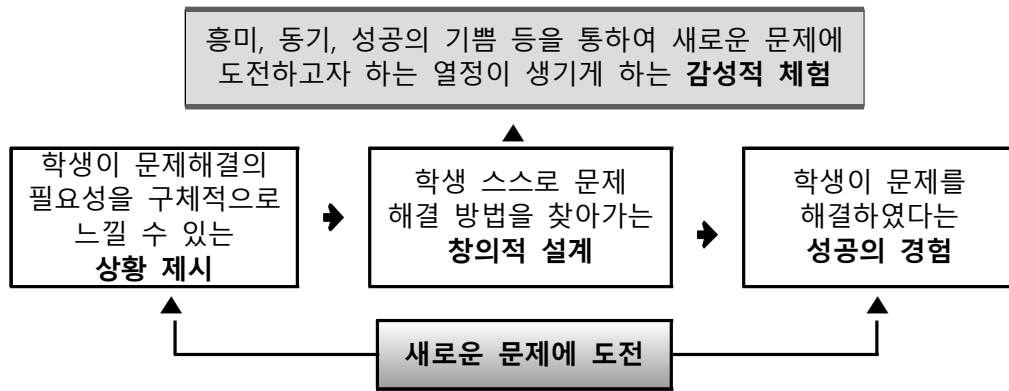 흥미, 동기, 성공의 기쁨 등을 통하여 새로운 문제에
도전하고자 하는 열정이 생기게 하는 감성적 체험
학생이 문제해결의
필요성을 구체적으로
느낄 수 있는
상황 제시
학생 스스로 문제
해결 방법을 찾아가는
창의적 설계
학생이 문제를
해결하였다는
성공의 경험
새로운 문제에 도전